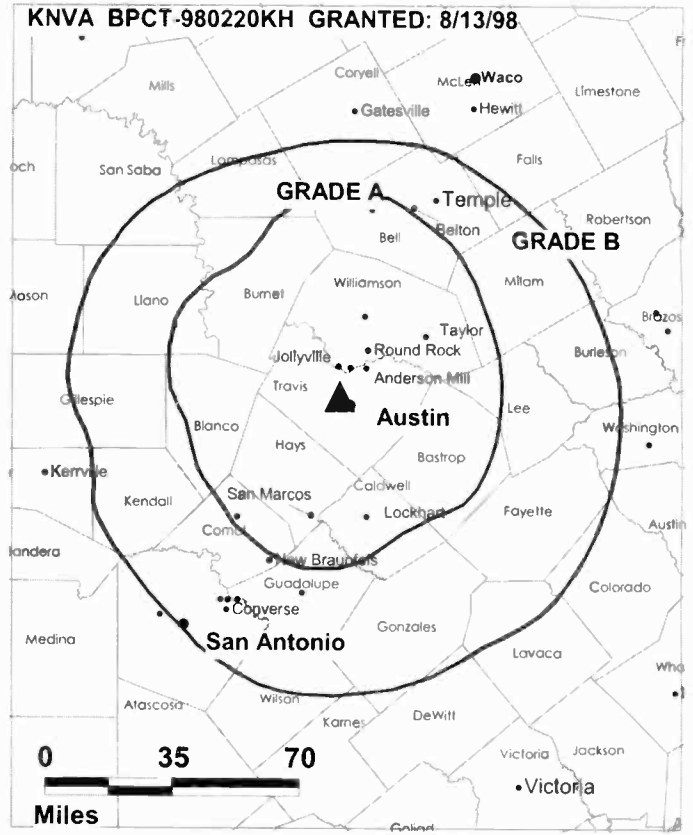 KNVA BPCT-980220KH GRANTED: 8/13/98
Coryell
McLen
Waco
Mills
Limestone
Gatesville
Hewitt
San Saba
Lampasas
Falls
GRADE A
Temple
Robertson
Bell
Belton
GRADE B
Williamson
Milam
Llano
Burnet
Taylor
Brazos
Jollyville
Round Rock
Burleson
Anderson Mill
Travis
Gillespie
Austin
Lee
Blanco
Washington
Hays
Bastrop
Kerrville
Caldwell
San Marcos
Kendall
Lockhart
Fayette
Comal
Austin
New Braunfels
Guadalupe
Colorado
Converse
Gonzales
Medina
San Antonio
Lavaca
Wilson
Atascosa
Karnes
DeWitt
Victoria
Jackson
0 35 70
Victoria
Miles
Goliad